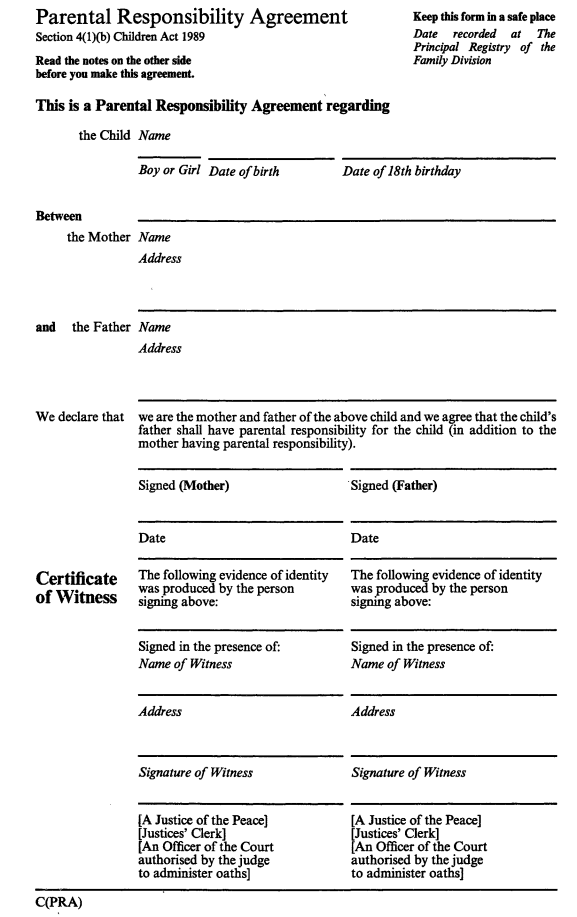 Parental Responsibility Agreement
Section 4(1)(b) Children Act 1989
Keep this form in a safe place
Date recorded at The
Principal Registry of the
Family Division
Read the notes on the other side
before you make this agreement.
This is a Parental Responsibility Agreement regarding
the Child Name
Boy or Girl Date of birth Date of 18th birthday
Between
the Mother Name
Address
and the Father Name
Address
We declare that we are the mother and father of the above child and we agree that the child's
father shall have parental responsibility for the child (in addition to the
mother having parental responsibility).
Signed (Mother) Signed (Father)
Date Date
Certificate
of Witness
The following evidence of identity
was produced by the person
signing above:
The following evidence of identity
was produced by the person
signing above:
Signed in the presence of:
Name of Witness
Signed in the presence of:
Name of Witness
Address Address
Signature of Witness Signature of Witness
[A Justice of the Peace]
[Justices' Clerk]
[An Officer of the Court
authorised by the judge
to administer oaths]
[A Justice of the Peace]
[Justices' Clerk]
[An Officer of the Court
authorised by the judge
to administer oaths]
C(PRA)